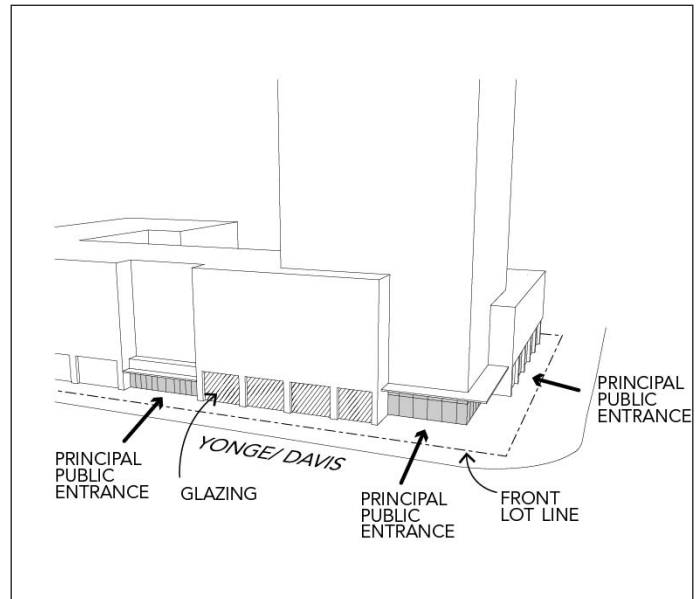 PRINCIPAL
PUBLIC
ENTRANCE
GLAZING
YONGE/ DAVIS
PRINCIPAL
PUBLIC
ENTRANCE
FRONT
LOT LINE
PRINCIPAL
PUBLIC
ENTRANCE